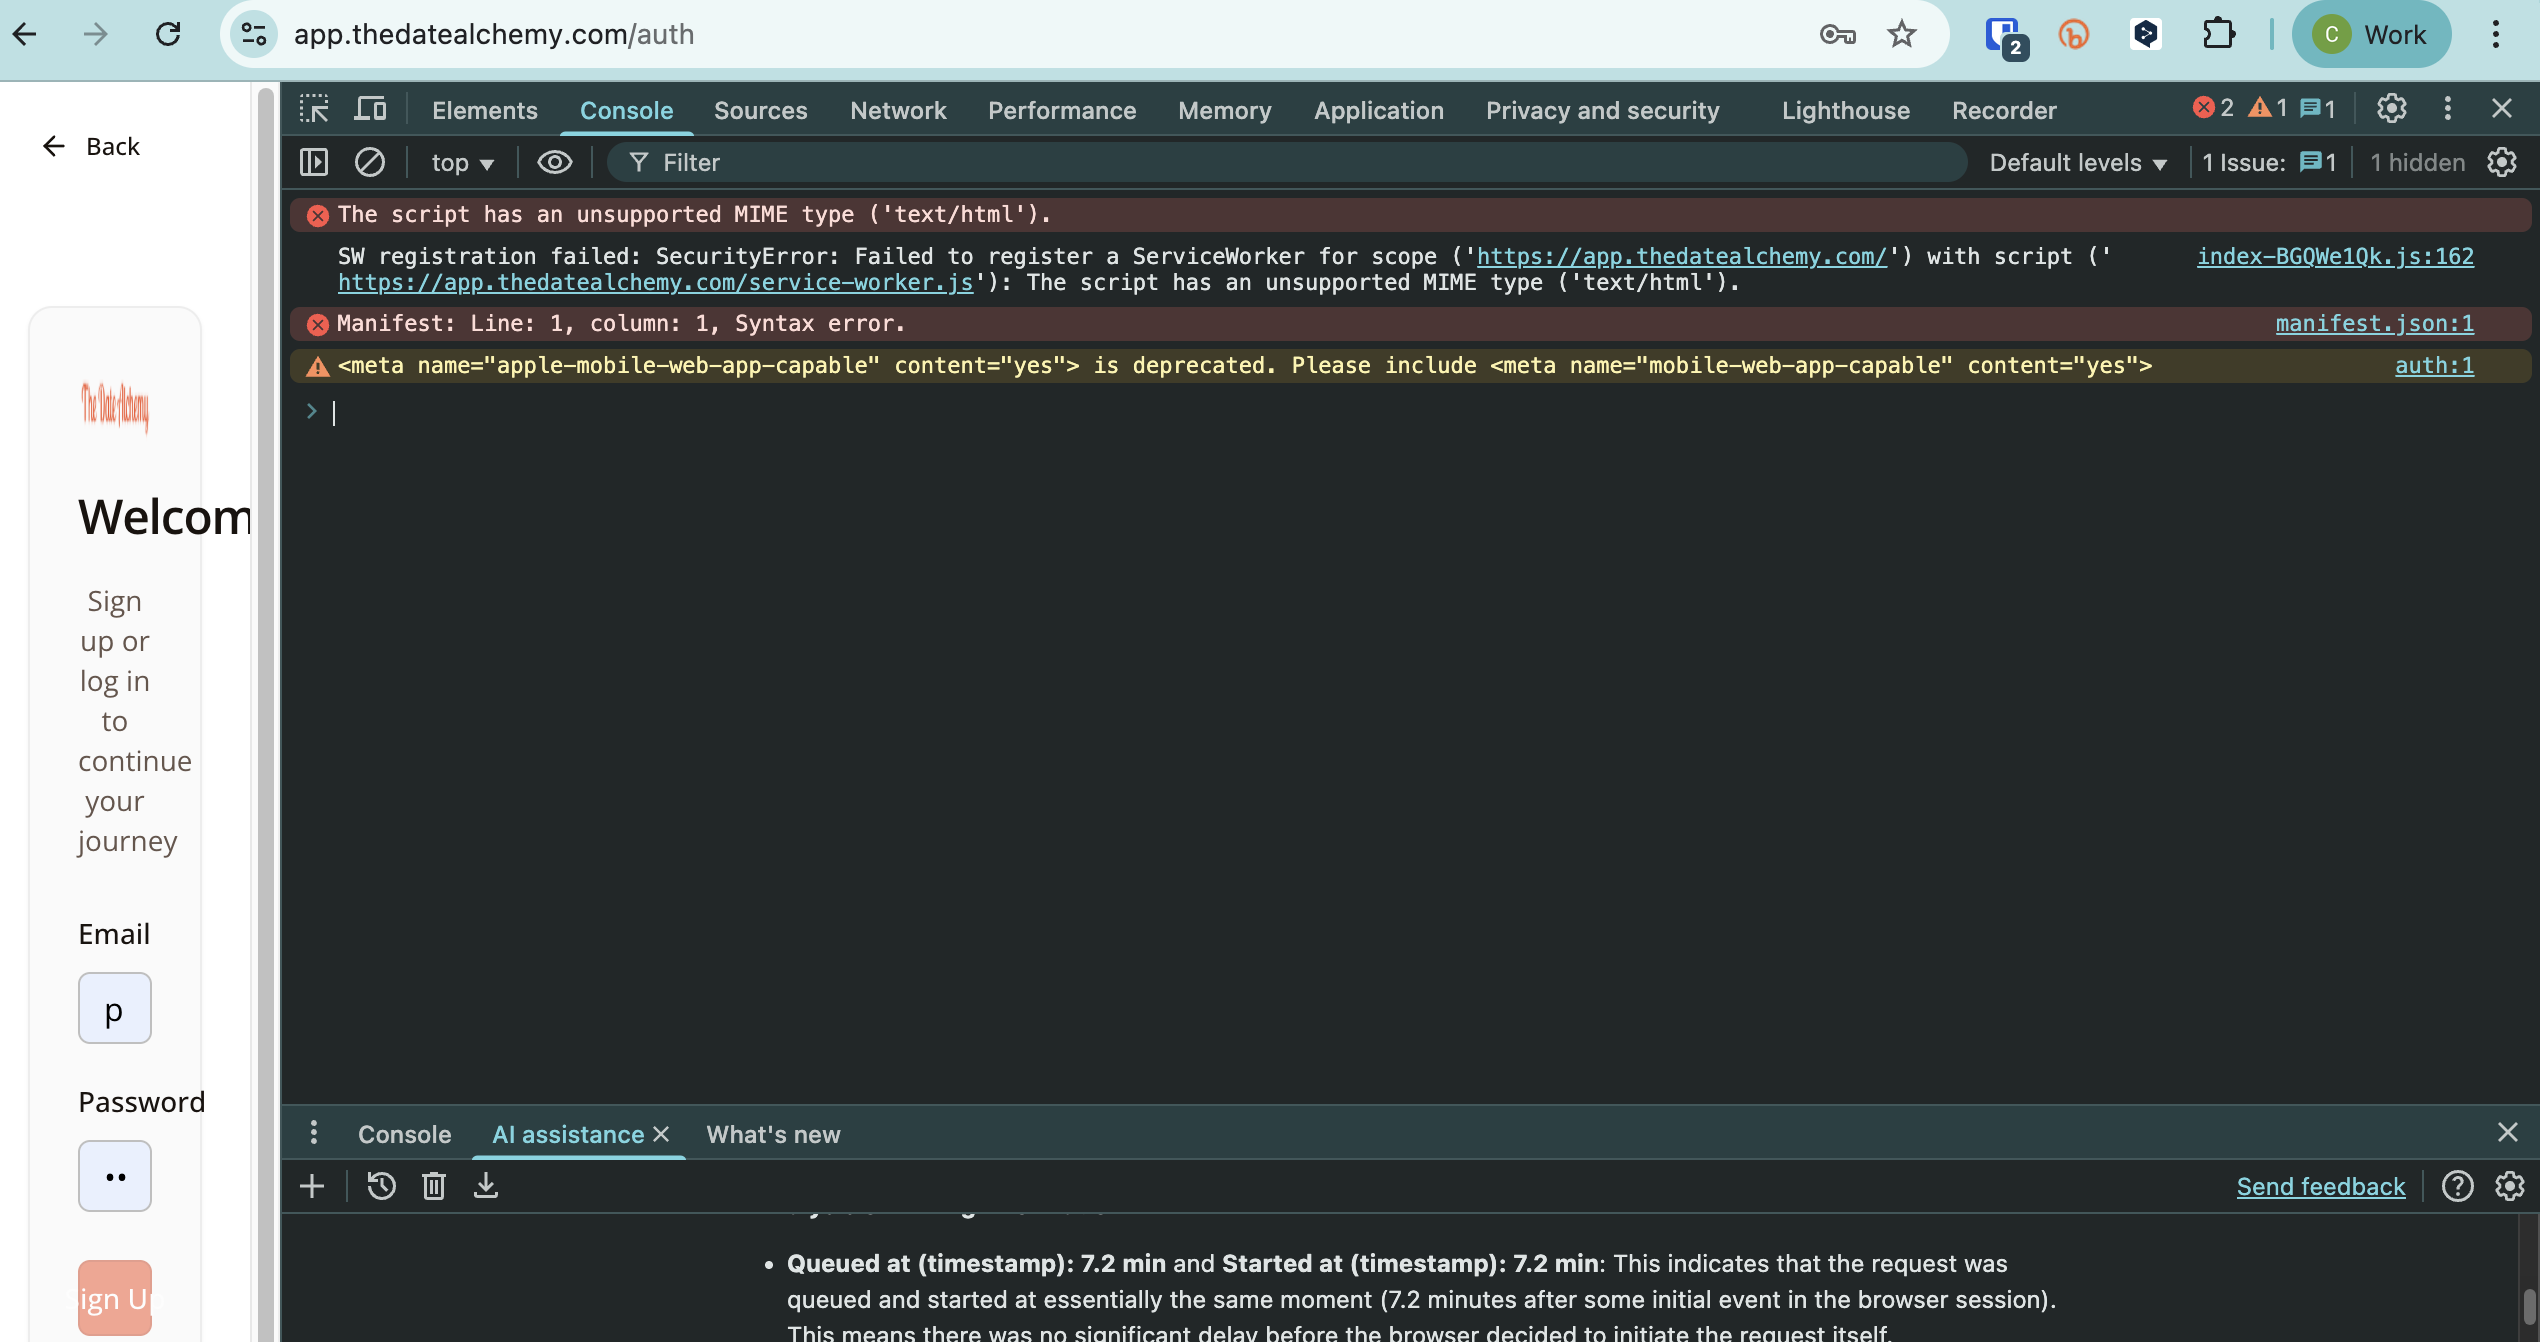 app.thedatealchemy.com/auth
2
C
Work
Back
The Date Alchemy
Welcom
Sign
up or
log in
to
continue
your
journey
Email
p
Password
••
ign Up
Elements
Console
Sources
Network
Performance
Memory
Application
Privacy and security
Lighthouse
Recorder
2
1
1
top
Filter
Default levels
1 Issue:
1
1 hidden
The script has an unsupported MIME type ('text/html').
SW registration failed: SecurityError: Failed to register a ServiceWorker for scope ('https://app.thedatealchemy.com/') with script (' index-BGQWe1Qk.js:162
https://app.thedatealchemy.com/service-worker.js'): The script has an unsupported MIME type ('text/html').
Manifest: Line: 1, column: 1, Syntax error. manifest.json:1
<meta name="apple-mobile-web-app-capable" content="yes"> is deprecated. Please include <meta name="mobile-web-app-capable" content="yes"> auth:1
>
Console
AI assistance
What's new
Send feedback
• Queued at (timestamp): 7.2 min and Started at (timestamp): 7.2 min: This indicates that the request was
queued and started at essentially the same moment (7.2 minutes after some initial event in the browser session).
This means there was no significant delay before the browser decided to initiate the request itself.